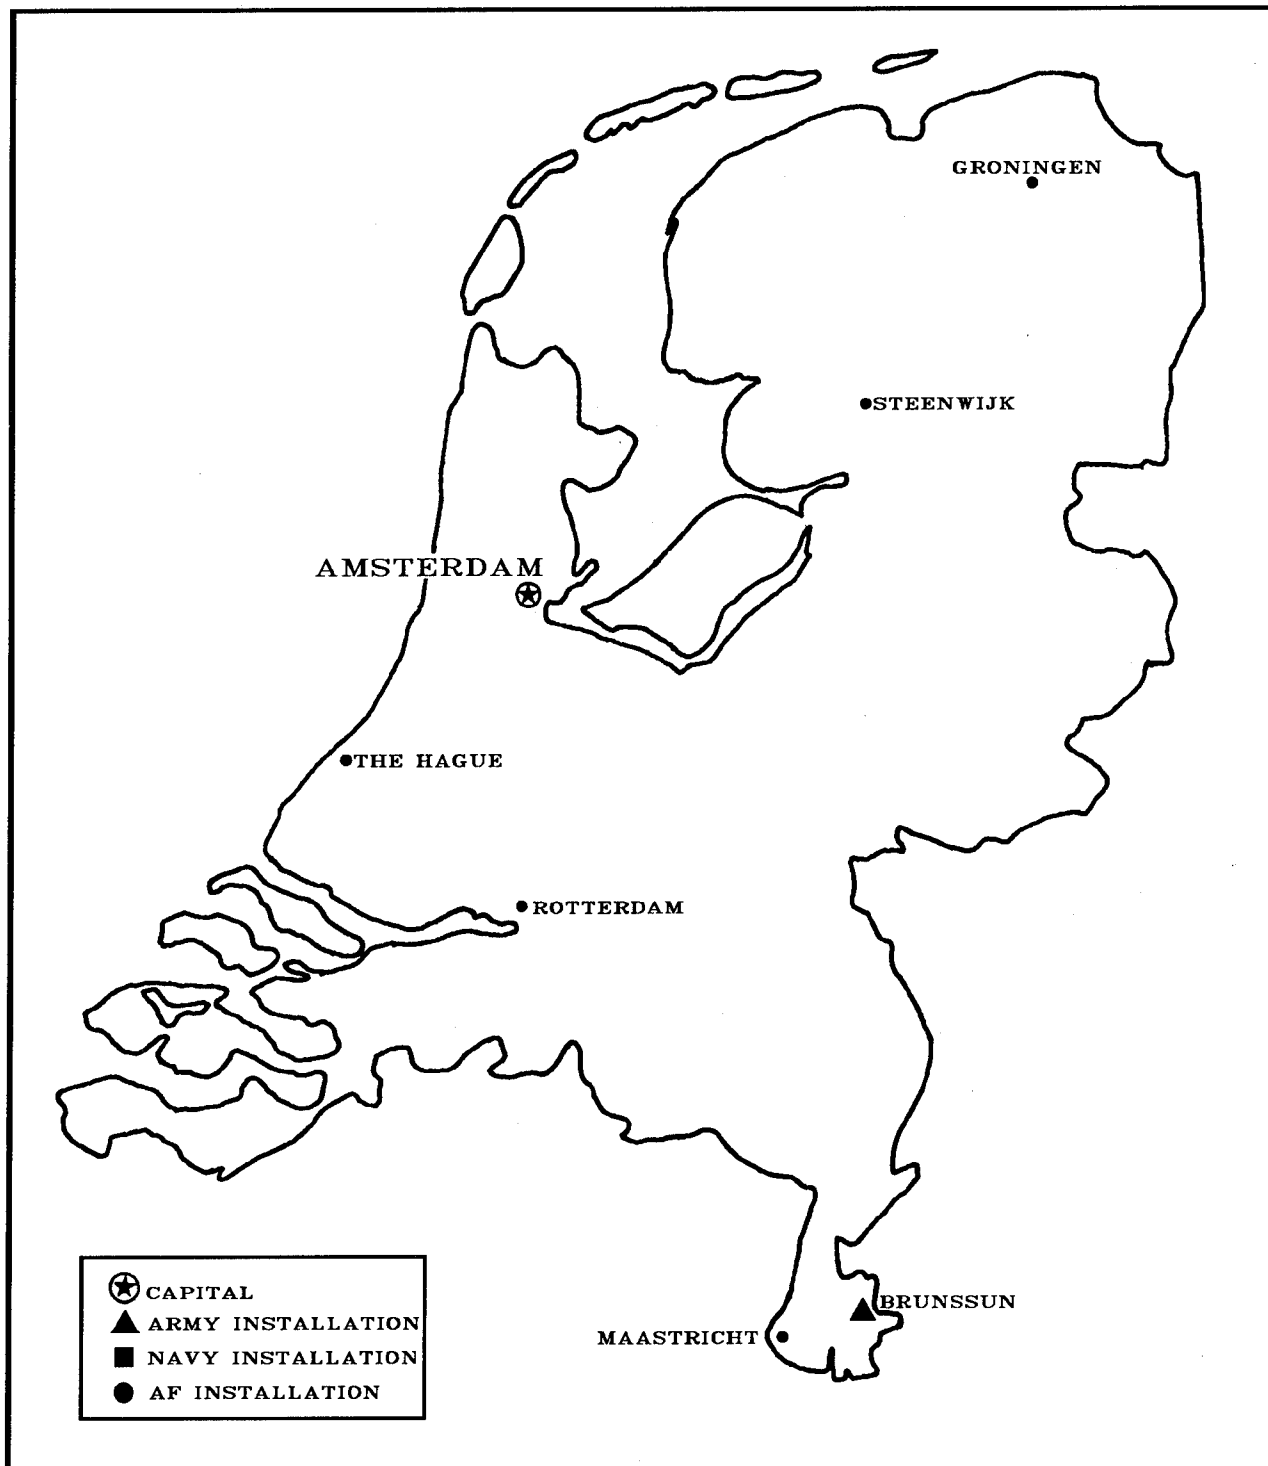 GRONINGEN
STEENWIJK
AMSTERDAM
THE HAGUE
ROTTERDAM
BRUNSSUN
MAASTRICHT
CAPITAL
ARMY INSTALLATION
NAVY INSTALLATION
AF INSTALLATION